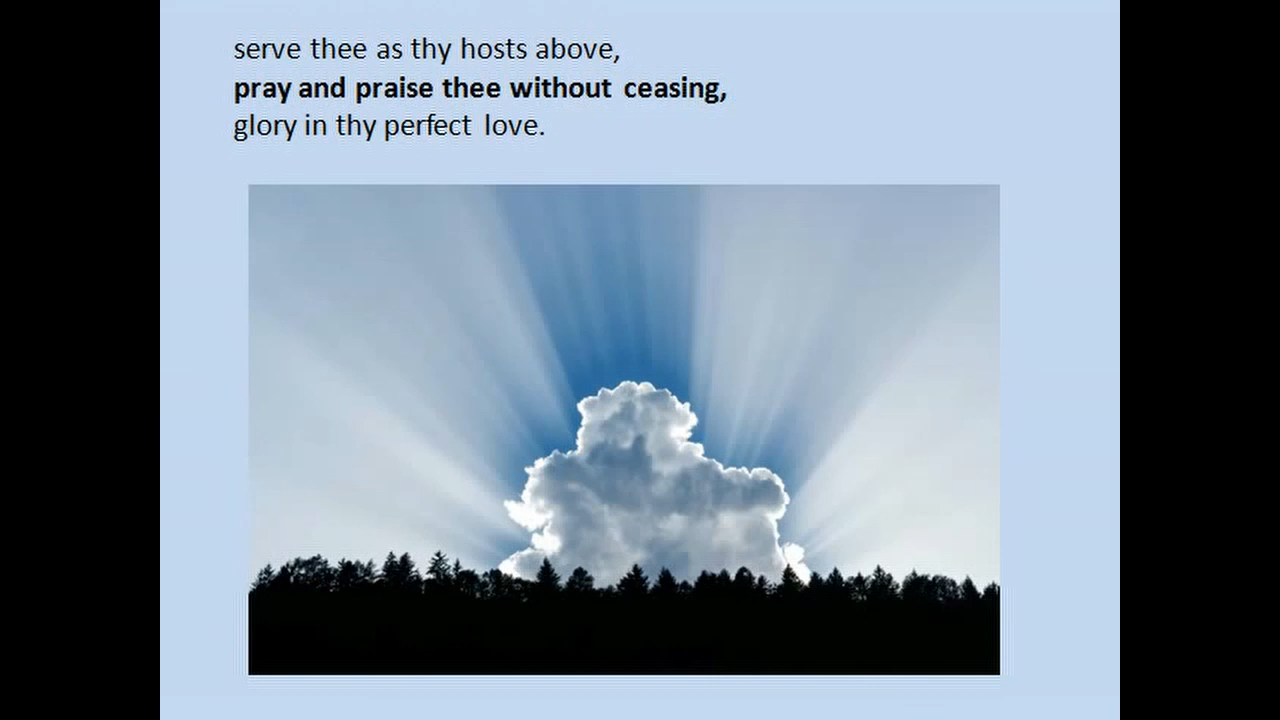 serve thee as thy hosts above,
pray and praise thee without ceasing,
glory in thy perfect love.